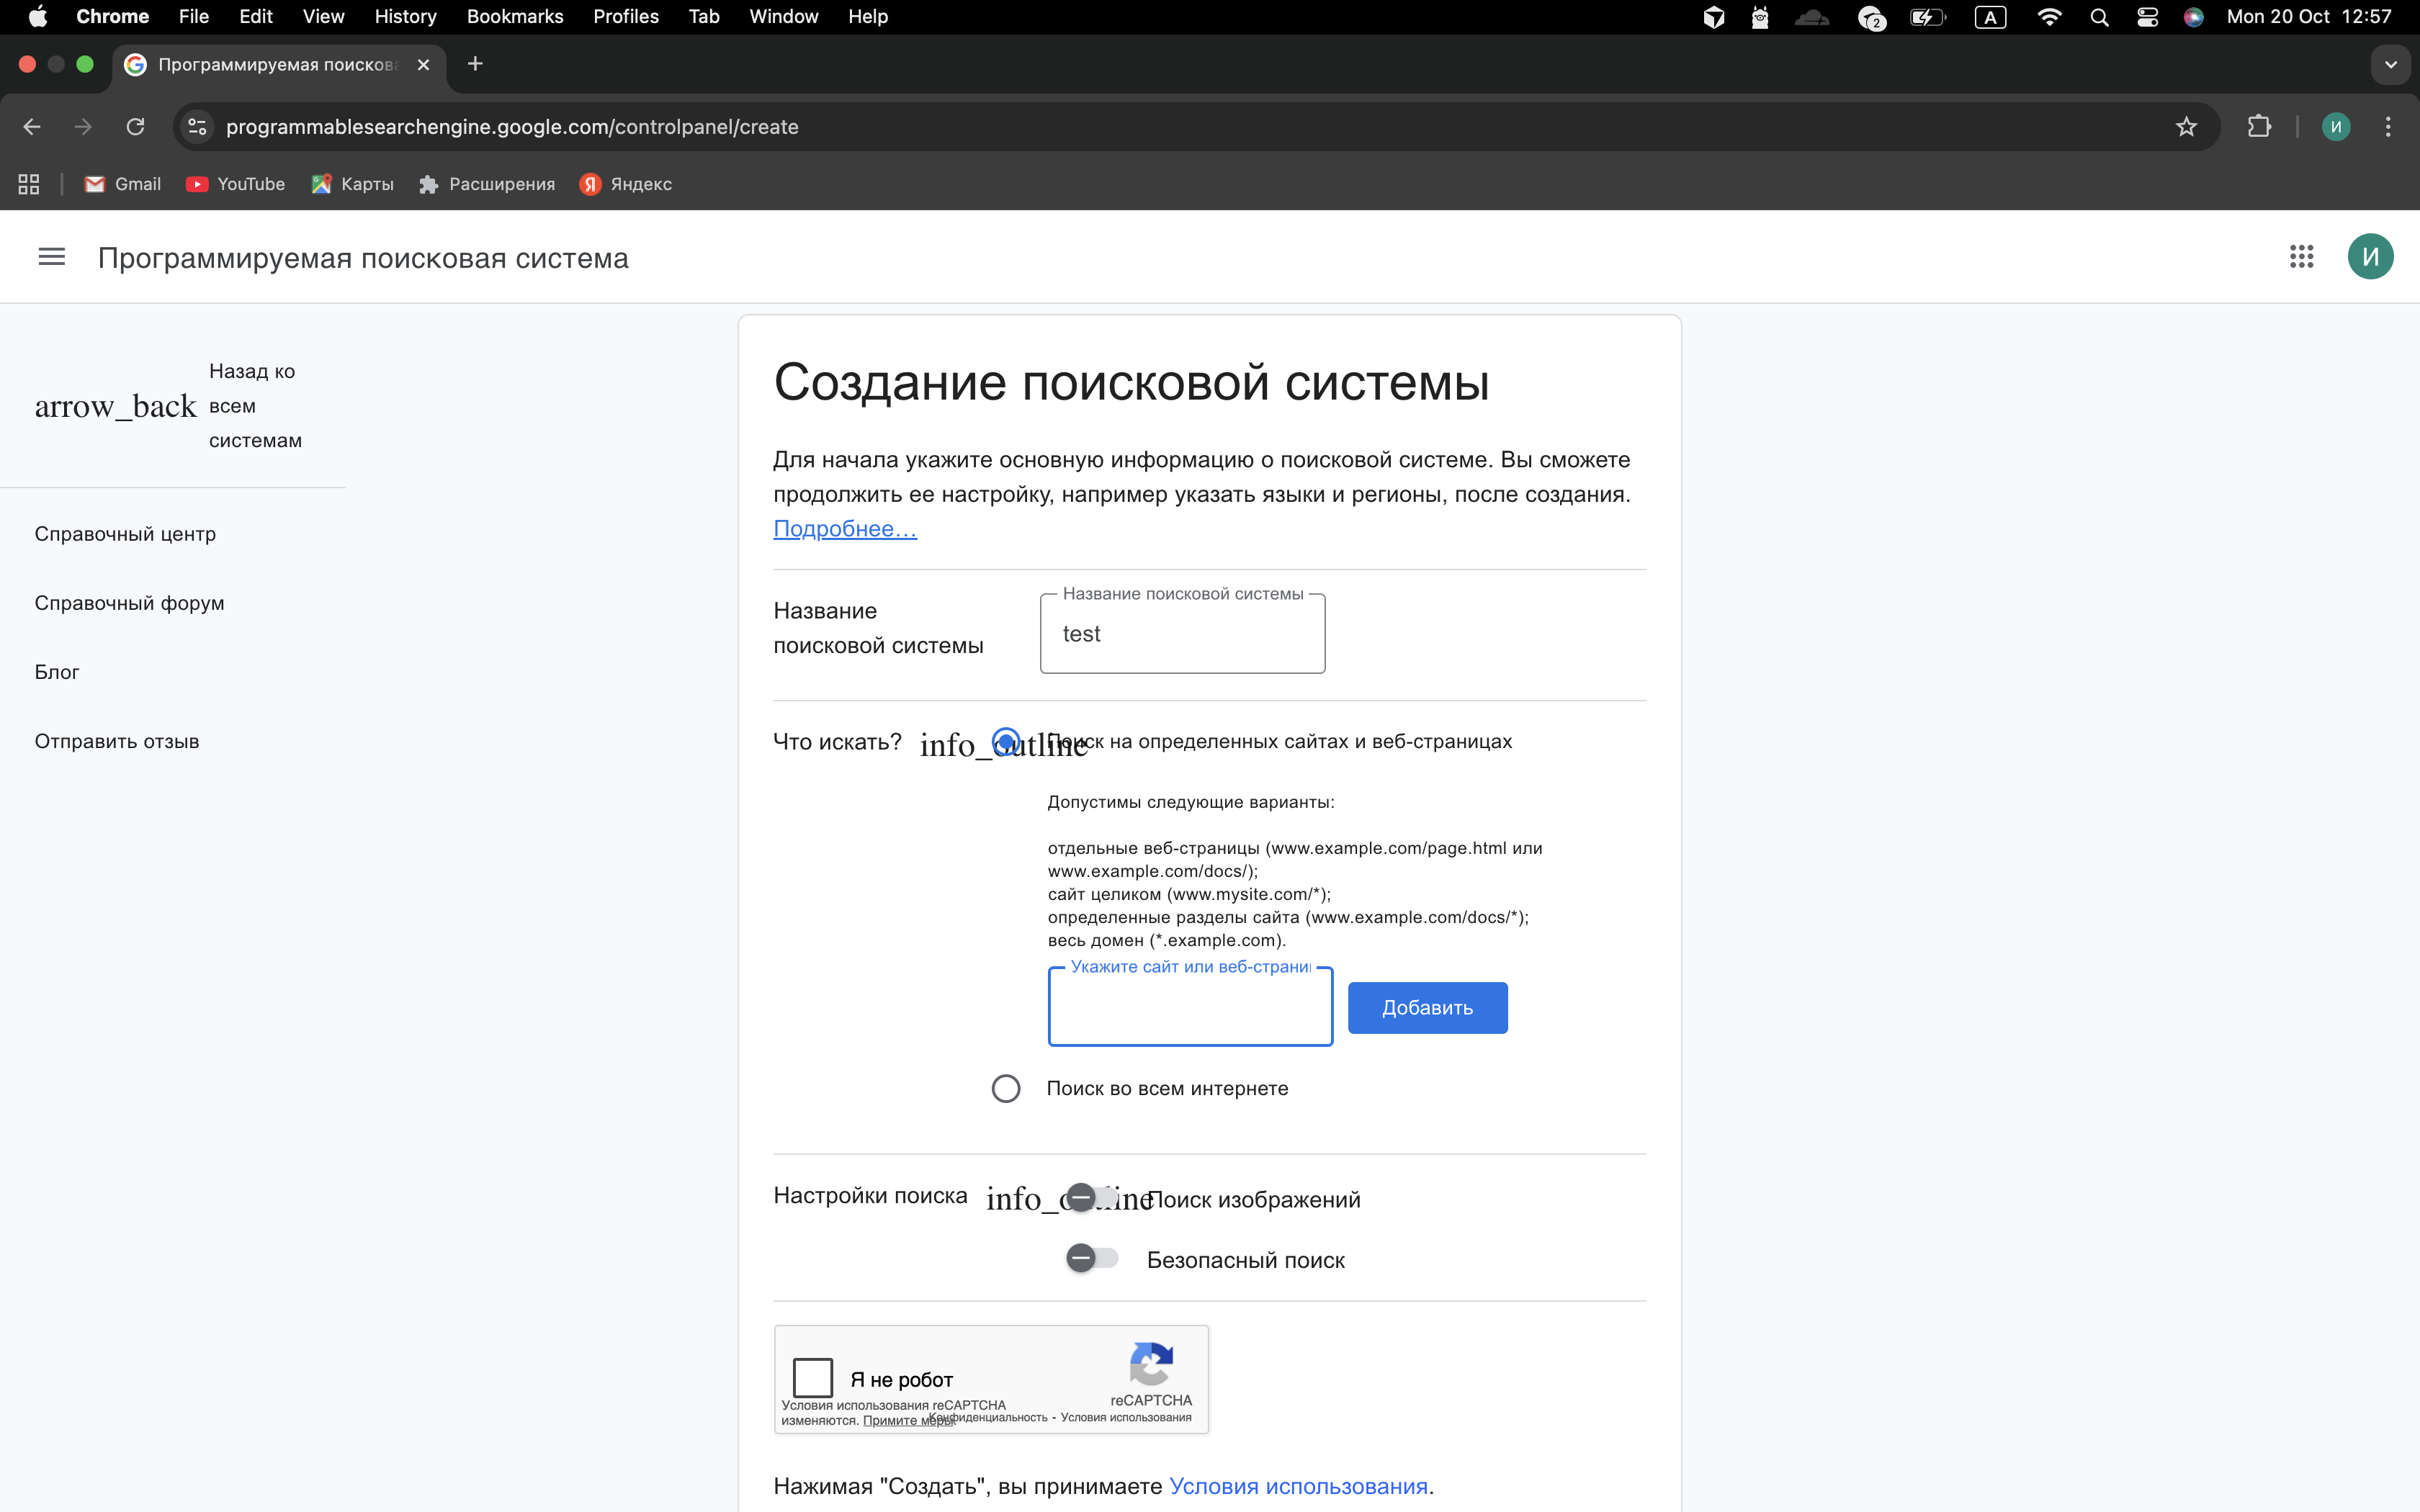 Chrome File Edit View History Bookmarks Profiles Tab Window Help
2 A Mon 20 Oct 12:57
Программируемая поискова
programmablesearchengine.google.com/controlpanel/create
И
Gmail YouTube Карты Расширения Яндекс
Программируемая поисковая система
И
arrow_back
Назад ко
всем
системам
Справочный центр
Справочный форум
Блог
Отправить отзыв
Создание поисковой системы
Для начала укажите основную информацию о поисковой системе. Вы сможете
продолжить ее настройку, например указать языки и регионы, после создания.
Подробнее…
Название
поисковой системы
Название поисковой системы
test
Что искать? info_outline
Поиск на определенных сайтах и веб-страницах
Допустимы следующие варианты:
отдельные веб-страницы (www.example.com/page.html или
www.example.com/docs/);
сайт целиком (www.mysite.com/*);
определенные разделы сайта (www.example.com/docs/*);
весь домен (*.example.com).
Укажите сайт или веб-страни
Добавить
Поиск во всем интернете
Настройки поиска info_outline
Поиск изображений
Безопасный поиск
Я не робот
reCAPTCHA
Условия использования reCAPTCHA
изменяются. Примите меры.
Конфиденциальность - Условия использования
Нажимая "Создать", вы принимаете Условия использования.